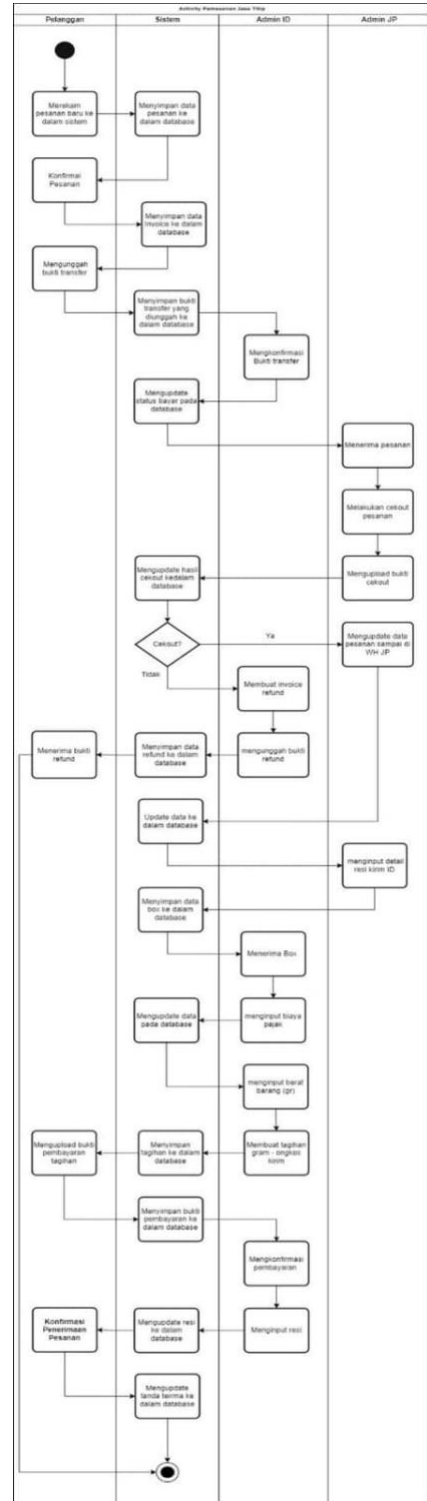 Activity Pemesanan Jasa Titip
Pelanggan
Sistem
Admin ID
Admin JP
Merekam
pesanan baru ke
dalam sistem
Menyimpan data
pesanan ke
dalam database
Konfirmai
Pesanan
Menyimpan data
invoice ke dalam
database
Mengunggah
bukti transfer
Menyimpan bukti
transfer yang
diunggah ke
dalam database
Mengkonfirmasi
Bukti transfer
Mengupdate
status bayar pada
database
Menerima pesanan
Melakukan cekout
pesanan
Mengupload bukti
cekout
Mengupdate hasil
cekout kedalam
database
Cekout?
Ya
Tidak
Mengupdate data
pesanan sampai di
WH JP
Membuat invoice
refund
mengunggah bukti
refund
Menyimpan data
refund ke dalam
database
Menerima bukti
refund
Update data ke
dalam database
menginput detail
resi kirim ID
Menyimpan data
box ke dalam
database
Menerima Box
menginput biaya
pajak
Mengupdate data
pada database
menginput berat
barang (gr)
Membuat tagihan
gram - ongkos
kirim
Menyimpan
tagihan ke dalam
database
Mengupload bukti
pembayaran
tagihan
Menyimpan bukti
pembayaran ke
dalam database
Mengkonfirmasi
pembayaran
Menginput resi
Mengupdate resi
ke dalam
database
Konfirmasi
Penerimaan
Pesanan
Mengupdate
tanda terima ke
dalam database